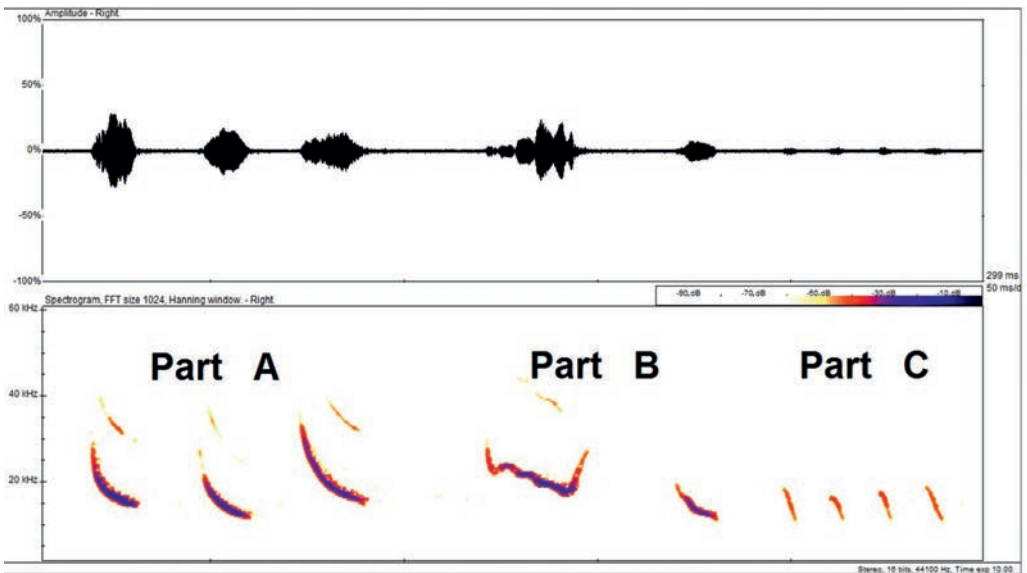 Amplitude - Right.
100%
50%
0%
-50%
-100%
299 ms
50 ms/d
Spectrogram, FFT size 1024, Hanning window. - Right.
-90,dB -70,dB -50,dB -30,dB -10,dB
60 kHz
Part A Part B Part C
40 kHz
20 kHz
Stereo, 16 bits, 44100 Hz, Time exp 10.00